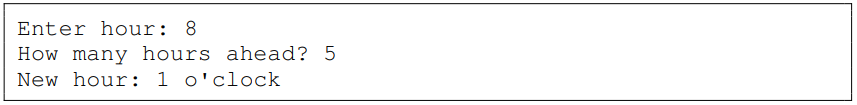 Enter hour: 8
How many hours ahead? 5
New hour: 1 o'clock